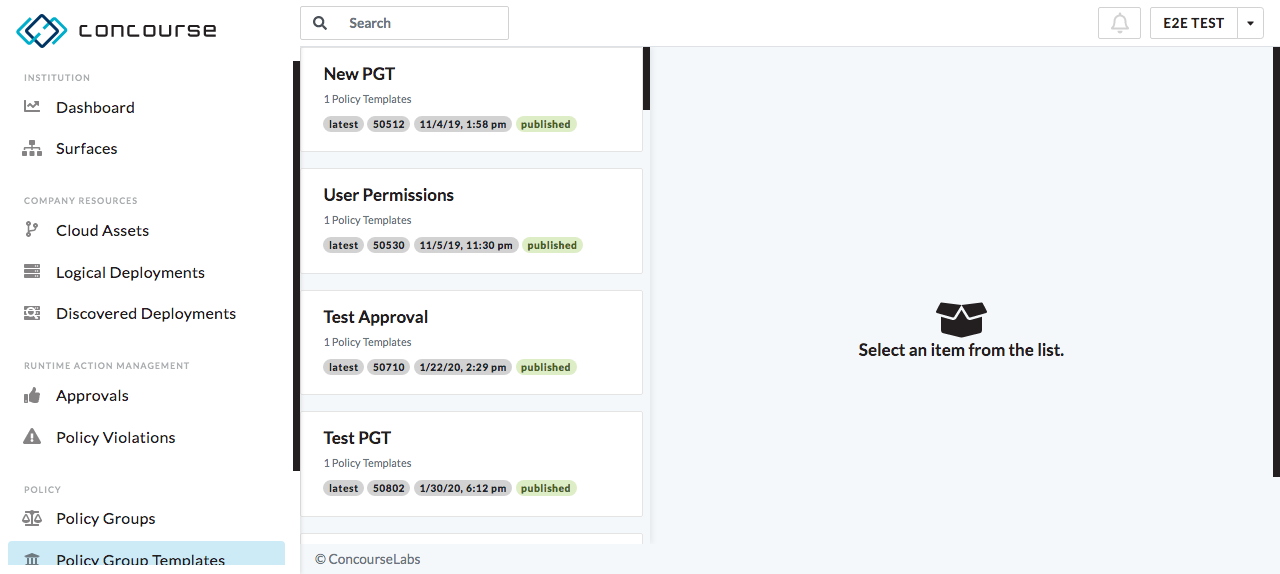 concourse
INSTITUTION
Dashboard
Surfaces
COMPANY RESOURCES
Cloud Assets
Logical Deployments
Discovered Deployments
RUNTIME ACTION MANAGEMENT
Approvals
Policy Violations
POLICY
Policy Groups
Policy Group Templates
Search
E2E TEST
New PGT
1 Policy Templates
latest 50512 11/4/19, 1:58 pm published
User Permissions
1 Policy Templates
latest 50530 11/5/19, 11:30 pm published
Test Approval
1 Policy Templates
latest 50710 1/22/20, 2:29 pm published
Test PGT
1 Policy Templates
latest 50802 1/30/20, 6:12 pm published
Select an item from the list.
© ConcourseLabs